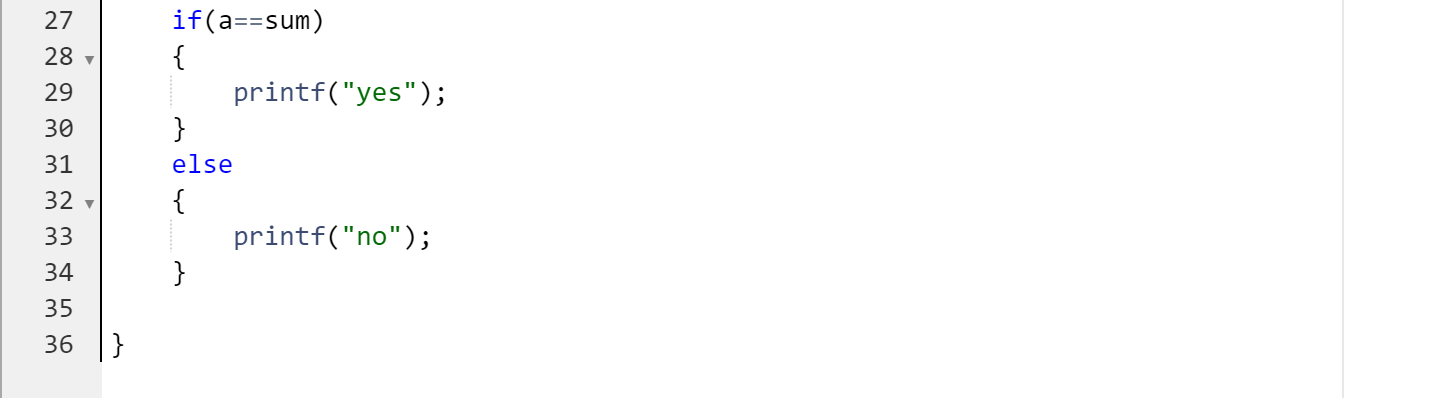 27 if(a==sum)
28 {
29 printf("yes");
30 }
31 else
32 {
33 printf("no");
34 }
35
36 }